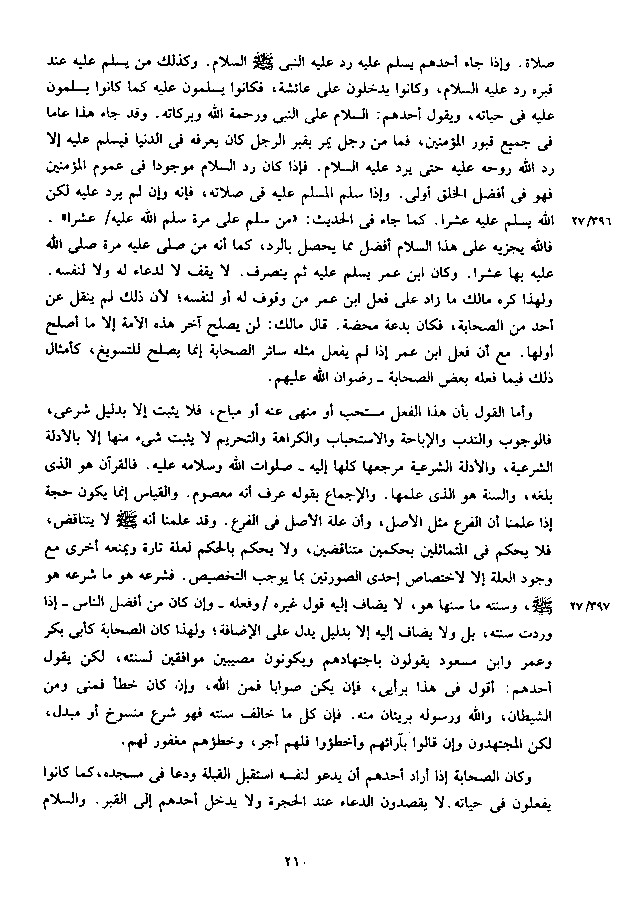 صلاة. وإذا جاء أحدهم يسلم عليه رد عليه النبي ﷺ السلام. وكذلك من يسلم عليه عند
قبره رد عليه السلام، وكانوا يدخلون على عائشة، فكانوا يسلمون عليه كما كانوا يسلمون
عليه فى حياته، ويقول أحدهم: السلام على النبي ورحمة الله وبركاته. وقد جاء هذا عاما
فى جميع قبور المؤمنين، فما من رجل يمر بقبر الرجل كان يعرفه فى الدنيا فيسلم عليه إلا
رد الله روحه عليه حتى يرد عليه السلام. فإذا كان رد السلام موجودا فى عموم المؤمنين
فهو فى أفضل الخلق أولى. وإذا سلم المسلم عليه فى صلاته، فإنه وإن لم يرد عليه لكن
الله يسلم عليه عشرا. كما جاء فى الحديث: «من سلم على مرة سلم الله عليه/ عشرا». ٢٧/٣٩٦
فالله يجزيه على هذا السلام أفضل مما يحصل بالرد، كما أنه من صلى عليه مرة صلى الله
عليه بها عشرا. وكان ابن عمر يسلم عليه ثم ينصرف. لا يقف لا لدعاء له ولا لنفسه.
ولهذا كره مالك ما زاد على فعل ابن عمر من وقوف له أو لنفسه؛ لأن ذلك لم ينقل عن
أحد من الصحابة، فكان بدعة محضة. قال مالك: لن يصلح آخر هذه الأمة إلا ما أصلح
أولها. مع أن فعل ابن عمر إذا لم يفعل مثله سائر الصحابة إنما يصلح للتسويغ، كأمثال
ذلك فيما فعله بعض الصحابة ـ رضوان الله عليهم.
وأما القول بأن هذا الفعل مستحب أو منهى عنه أو مباح، فلا يثبت إلا بدليل شرعى،
فالوجوب والندب والإباحة والاستحباب والكراهة والتحريم لا يثبت شىء منها إلا بالأدلة
الشرعية، والأدلة الشرعية مرجعها كلها إليه ـ صلوات الله وسلامه عليه. فالقرآن هو الذى
بلغه، والسنة هو الذى علمها. والإجماع بقوله عرف أنه معصوم. والقياس إنما يكون حجة
إذا علمنا أن الفرع مثل الأصل، وأن علة الأصل فى الفرع. وقد علمنا أنه ﷺ لا يتناقض،
فلا يحكم فى المتماثلين بحكمين متناقضين، ولا يحكم بالحكم لعلة تارة ويمنعه أخرى مع
وجود العلة إلا لاختصاص إحدى الصورتين بما يوجب التخصيص. فشرعه هو ما شرعه هو
ﷺ، وسنته ما سنها هو، لا يضاف إليه قول غيره /وفعله ـ وإن كان من أفضل الناس ـ إذا ٢٧/٣٩٧
وردت سنته، بل ولا يضاف إليه إلا بدليل يدل على الإضافة؛ ولهذا كان الصحابة كأبى بكر
وعمر وابن مسعود يقولون باجتهادهم ويكونون مصيبين موافقين لسنته، لكن يقول
أحدهم: أقول فى هذا برأيى، فإن يكن صوابا فمن الله، وإن كان خطأ فمنى ومن
الشيطان، والله ورسوله بريئان منه. فإن كل ما خالف سنته فهو شرع منسوخ أو مبدل،
لكن المجتهدون وإن قالوا بآرائهم وأخطؤوا فلهم أجر، وخطؤهم مغفور لهم.
وكان الصحابة إذا أراد أحدهم أن يدعو لنفسه استقبل القبلة ودعا فى مسجده، كما كانوا
يفعلون فى حياته. لا يقصدون الدعاء عند الحجرة ولا يدخل أحدهم إلى القبر. والسلام
٢١٠